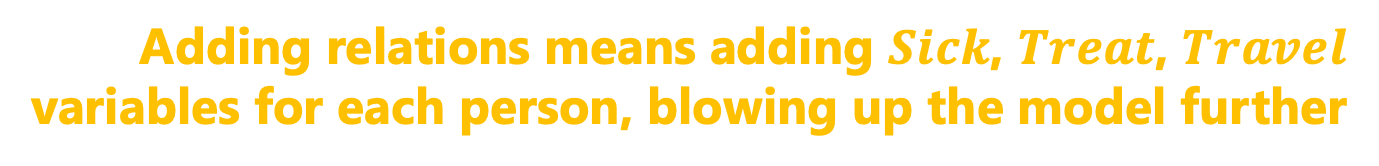 Adding relations means adding Sick, Treat, Travel
variables for each person, blowing up the model further